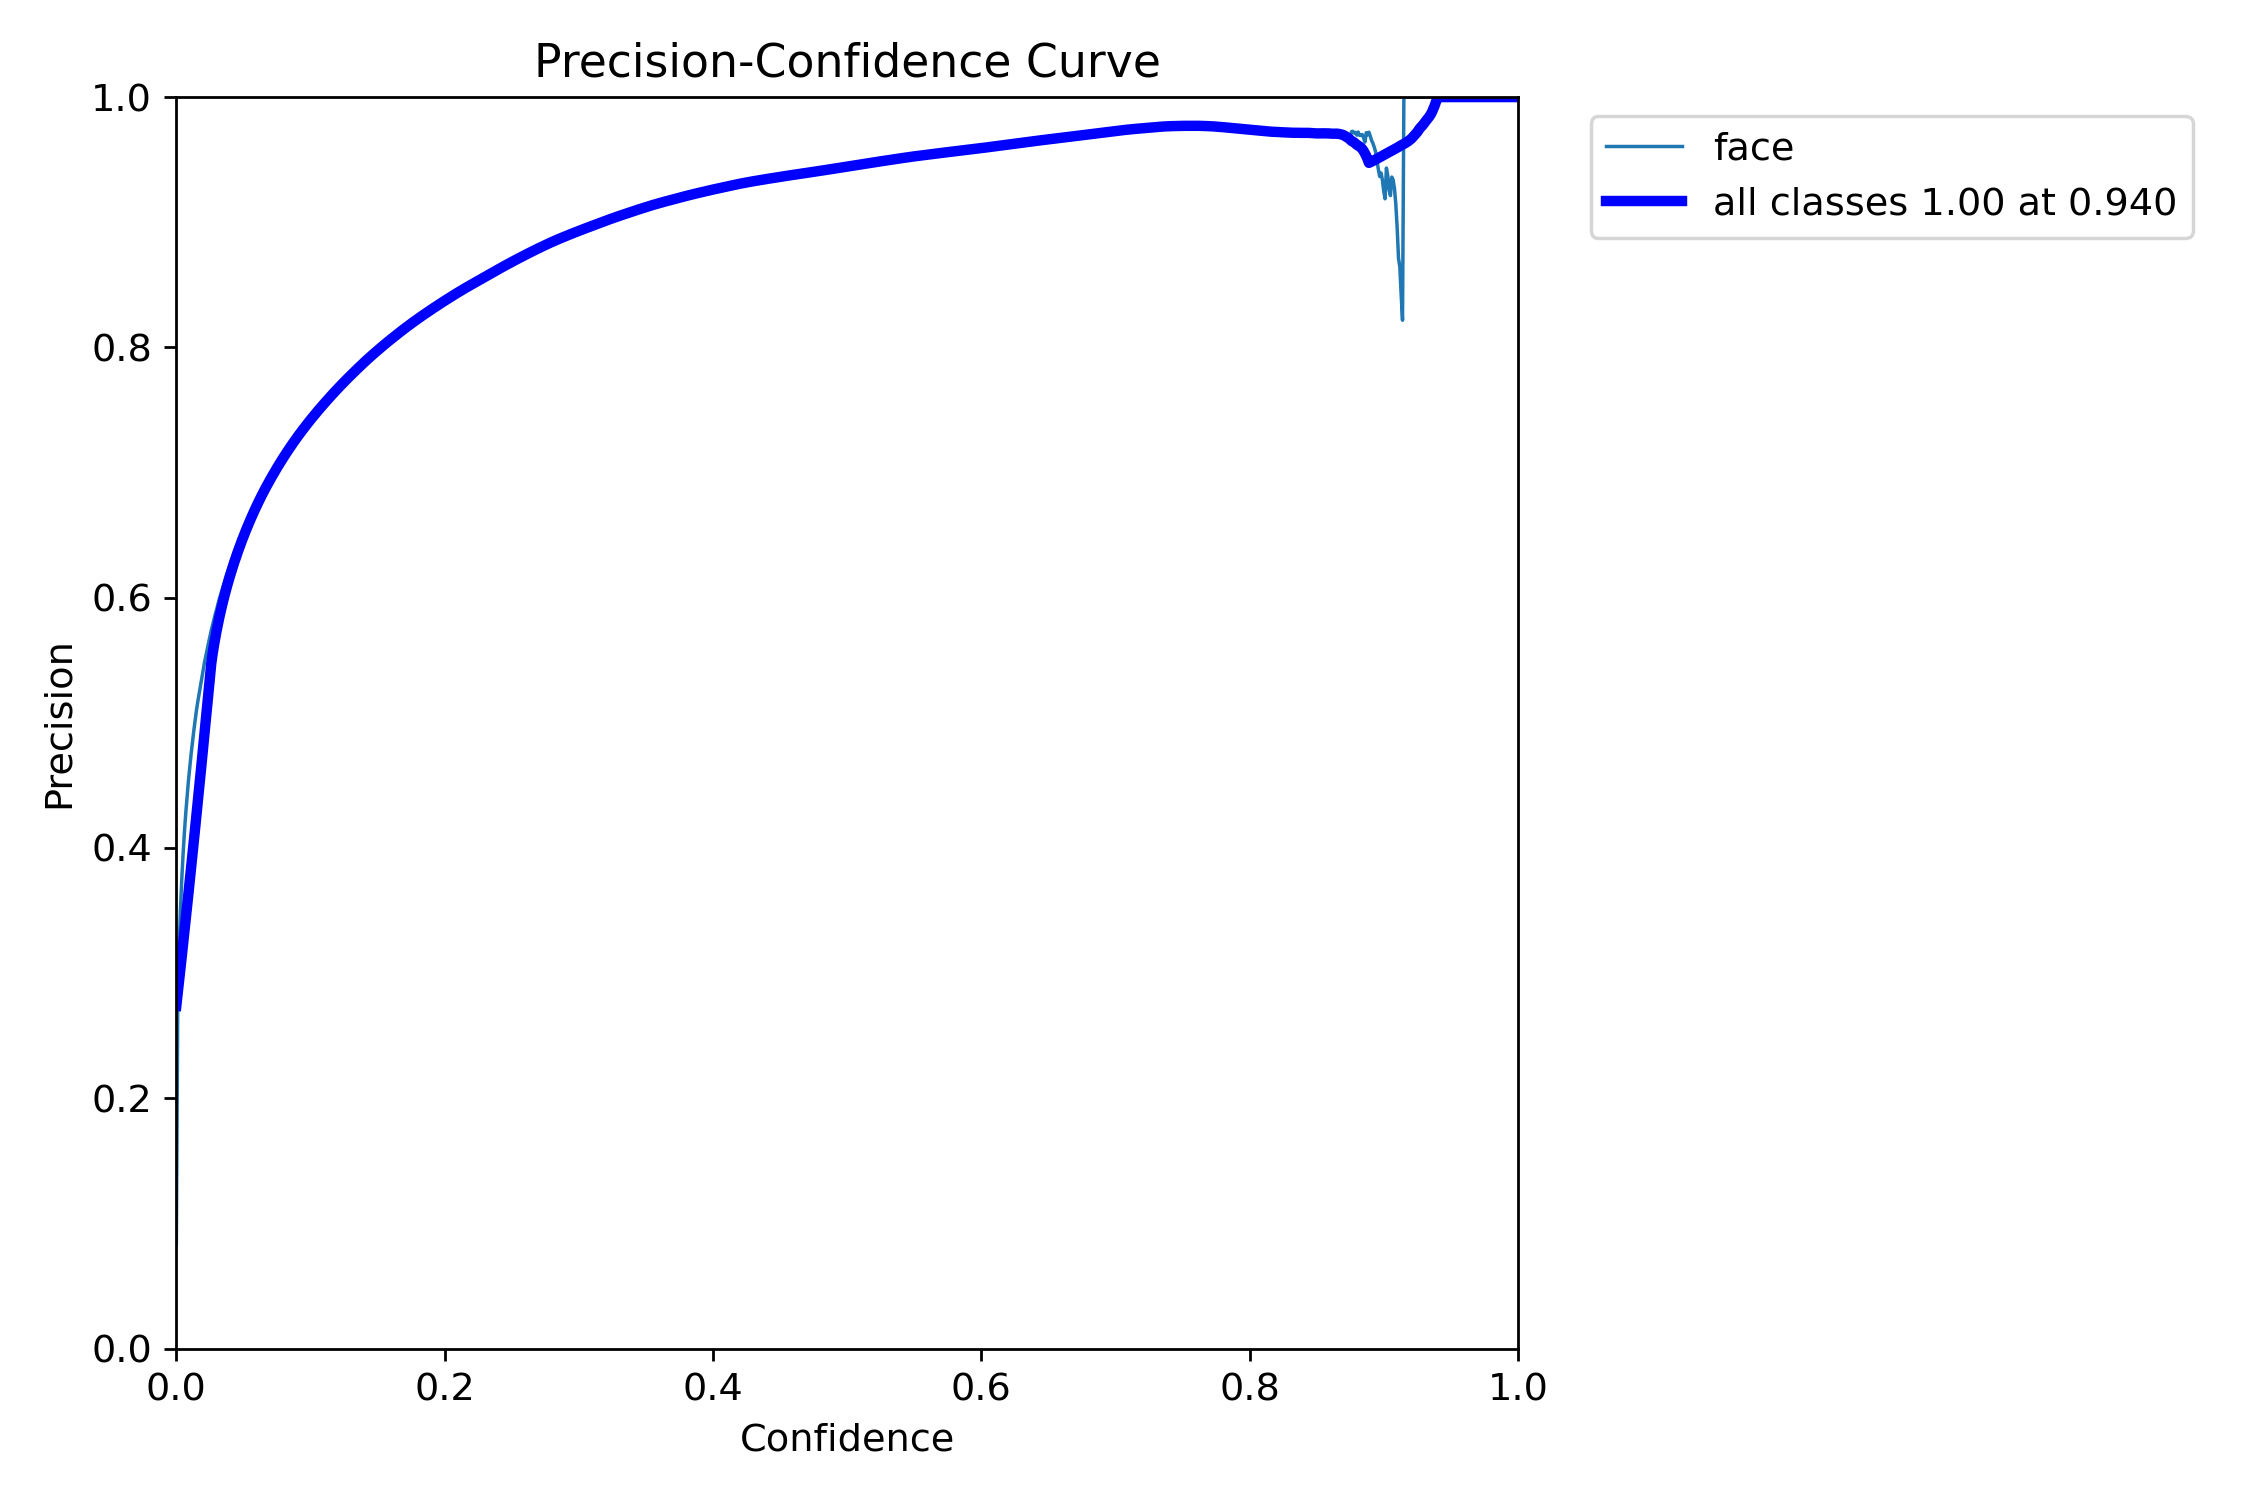 Precision-Confidence Curve
1.0
0.8
0.6
0.4
0.2
0.0
Precision
0.0 0.2 0.4 0.6 0.8 1.0
Confidence
face
all classes 1.00 at 0.940